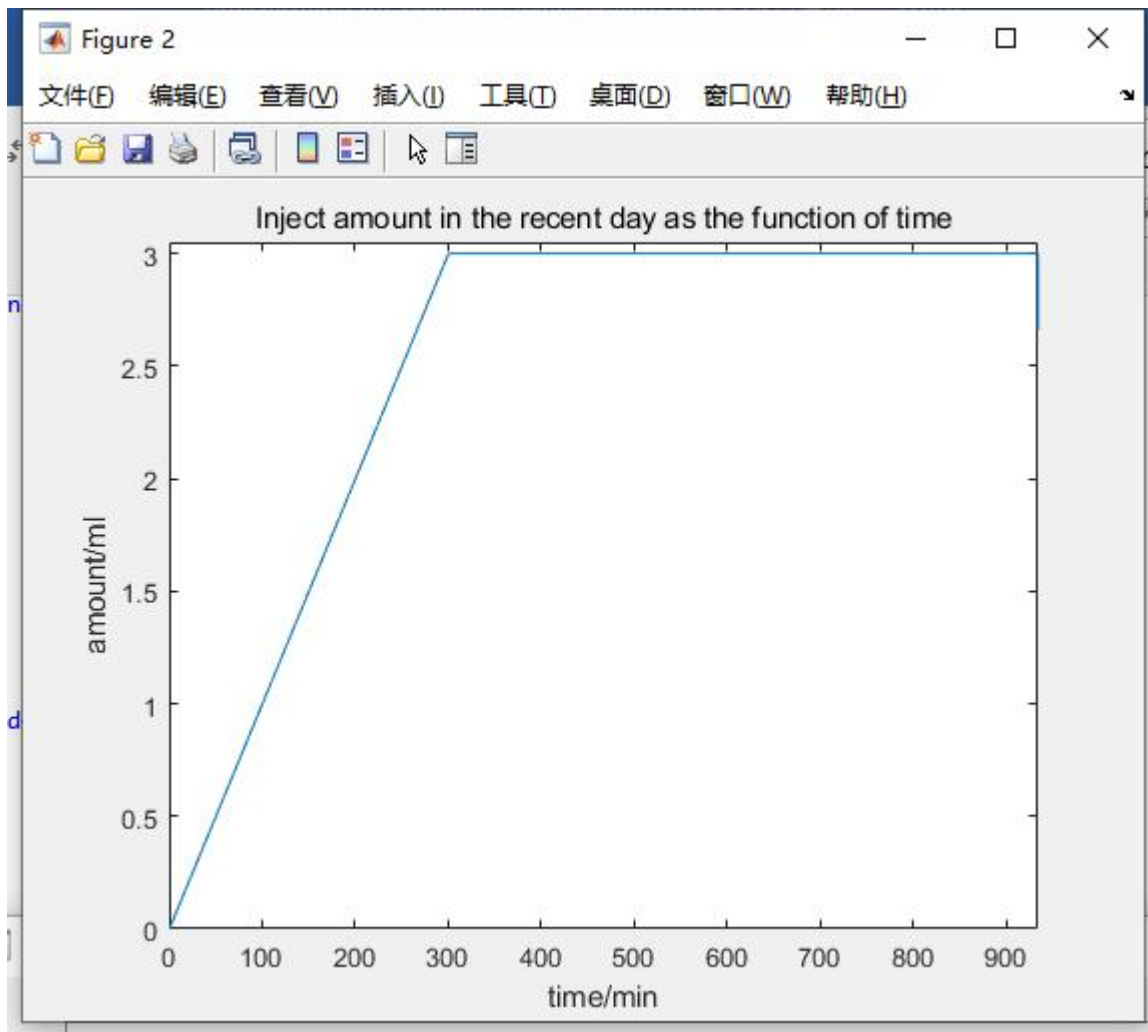 Figure 2
文件(F) 编辑(E) 查看(V) 插入(I) 工具(T) 桌面(D) 窗口(W) 帮助(H)
Inject amount in the recent day as the function of time
3
2.5
2
1.5
1
0.5
0
amount/ml
0 100 200 300 400 500 600 700 800 900
time/min
n
d